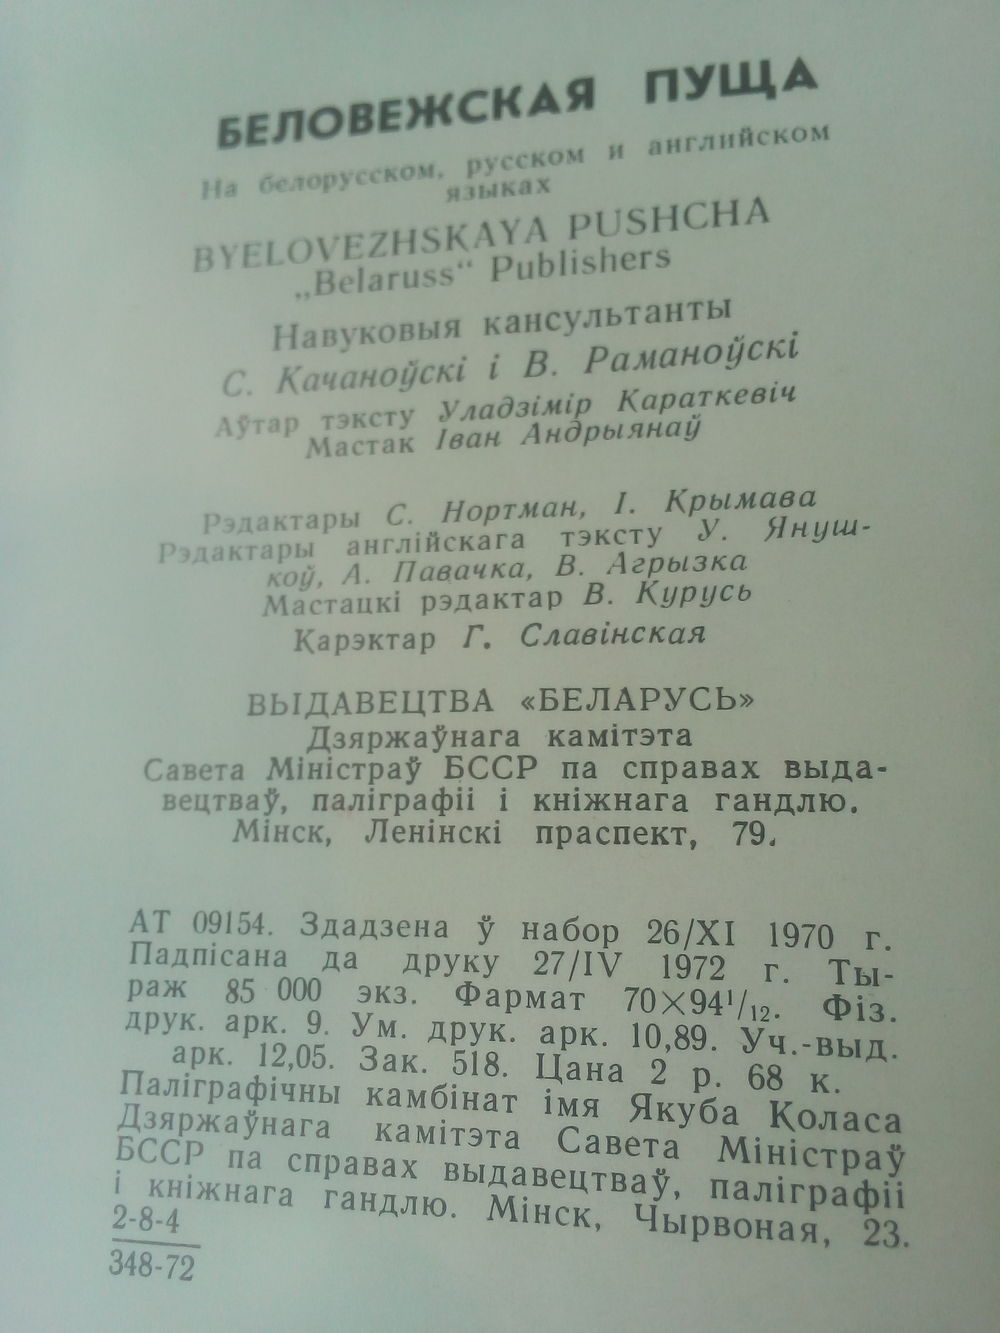 БЕЛОВЕЖСКАЯ ПУЩА
На белорусском, русском и английском
языках
BYELOVEZHSKAYA PUSHCHA
„Belaruss“ Publishers
Навуковыя кансультанты
С. Качаноўскі і В. Раманоўскі
Аўтар тэксту Уладзімір Караткевіч
Мастак Іван Андрыянаў
Рэдактары С. Нортман, І. Крымава
Рэдактары англійскага тэксту У. Януш-
коў, А. Павачка, В. Агрызка
Мастацкі рэдактар В. Курусь
Карэктар Г. Славінская
ВЫДАВЕЦТВА «БЕЛАРУСЬ»
Дзяржаўнага камітэта
Савета Міністраў БССР па справах выда-
вецтваў, паліграфіі і кніжнага гандлю.
Мінск, Ленінскі праспект, 79.
АТ 09154. Здадзена ў набор 26/XI 1970 г.
Падпісана да друку 27/IV 1972 г. Ты-
раж 85 000 экз. Фармат 70×94¹/₁₂. Фіз.
друк. арк. 9. Ум. друк. арк. 10,89. Уч.-выд.
арк. 12,05. Зак. 518. Цана 2 р. 68 к.
Паліграфічны камбінат імя Якуба Коласа
Дзяржаўнага камітэта Савета Міністраў
БССР па справах выдавецтваў, паліграфіі
і кніжнага гандлю. Мінск, Чырвоная, 23.
2-8-4
348-72